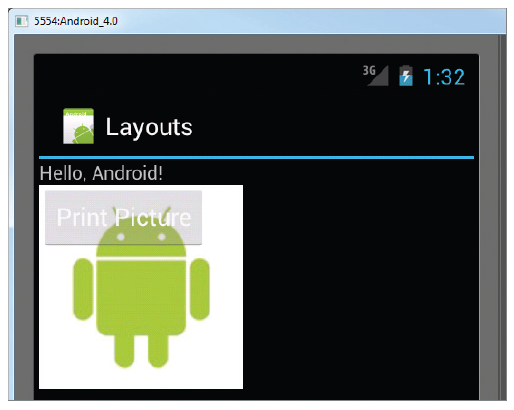 5554:Android_4.0
3G 1:32
Layouts
Hello, Android!
Print Picture